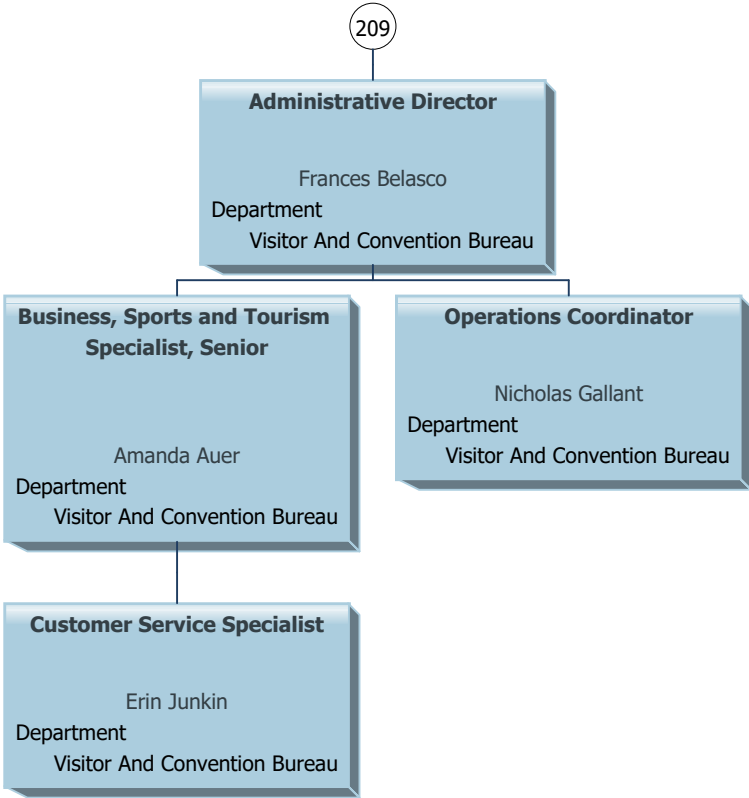 209
Administrative Director
Frances Belasco
Department
Visitor And Convention Bureau
Business, Sports and Tourism
Specialist, Senior
Amanda Auer
Department
Visitor And Convention Bureau
Operations Coordinator
Nicholas Gallant
Department
Visitor And Convention Bureau
Customer Service Specialist
Erin Junkin
Department
Visitor And Convention Bureau